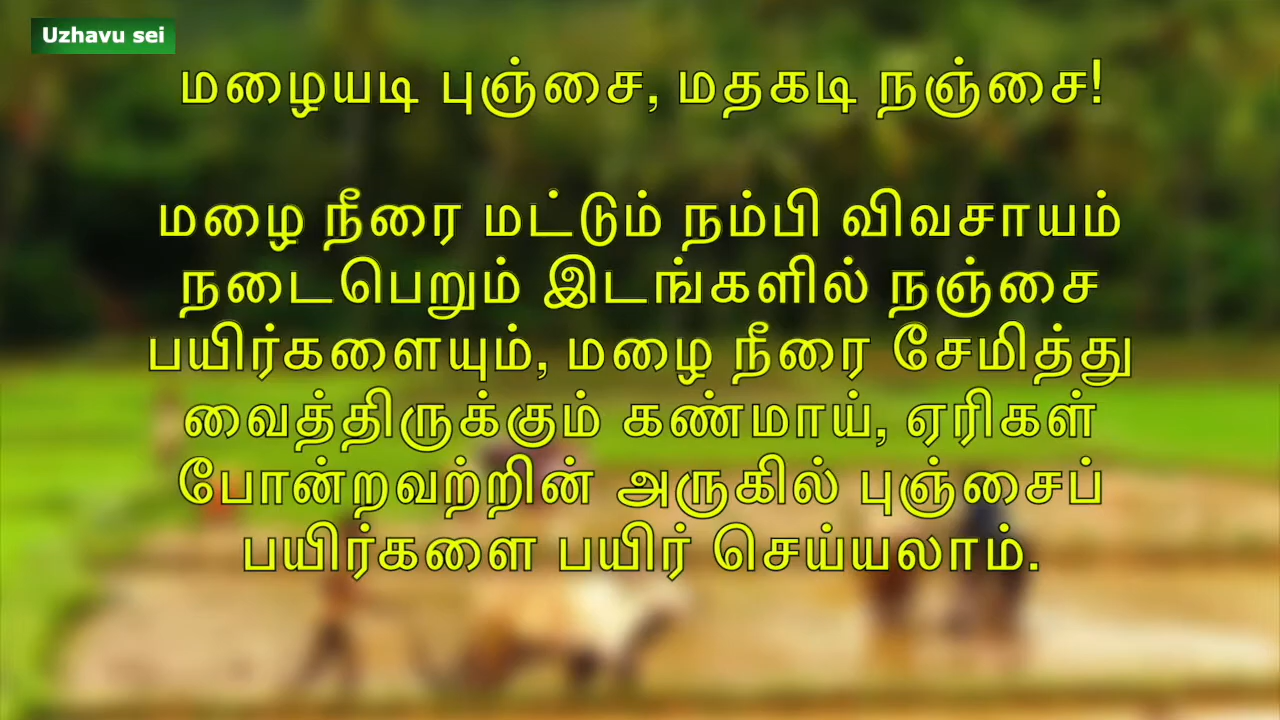 Uzhavu sei
மழையடி புஞ்சை, மதகடி நஞ்சை!
மழை நீரை மட்டும் நம்பி விவசாயம்
நடைபெறும் இடங்களில் நஞ்சை
பயிர்களையும், மழை நீரை சேமித்து
வைத்திருக்கும் கண்மாய், ஏரிகள்
போன்றவற்றின் அருகில் புஞ்சைப்
பயிர்களை பயிர் செய்யலாம்.